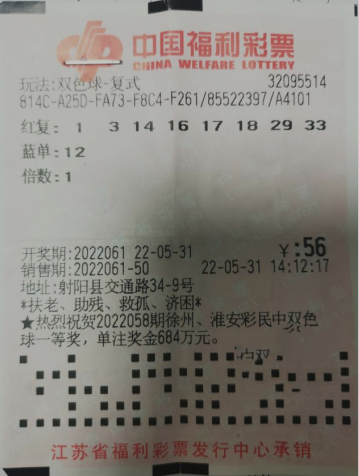 中国福利彩票
CHINA WELFARE LOTTERY
玩法:双色球-复式 32095514
814C-A25D-FA73-F8C4-F261/85522397/A4101
红复: 1 3 14 16 17 18 29 33
蓝单:12
倍数:1
开奖期:2022061 22-05-31 ￥:56
销售期:2022061-50 22-05-31 14:12:17
地址:射阳县交通路34-9号
*扶老、助残、救孤、济困*
★热烈祝贺2022058期徐州、淮安彩民中双色
球一等奖,单注奖金684万元。
江苏省福利彩票发行中心承销